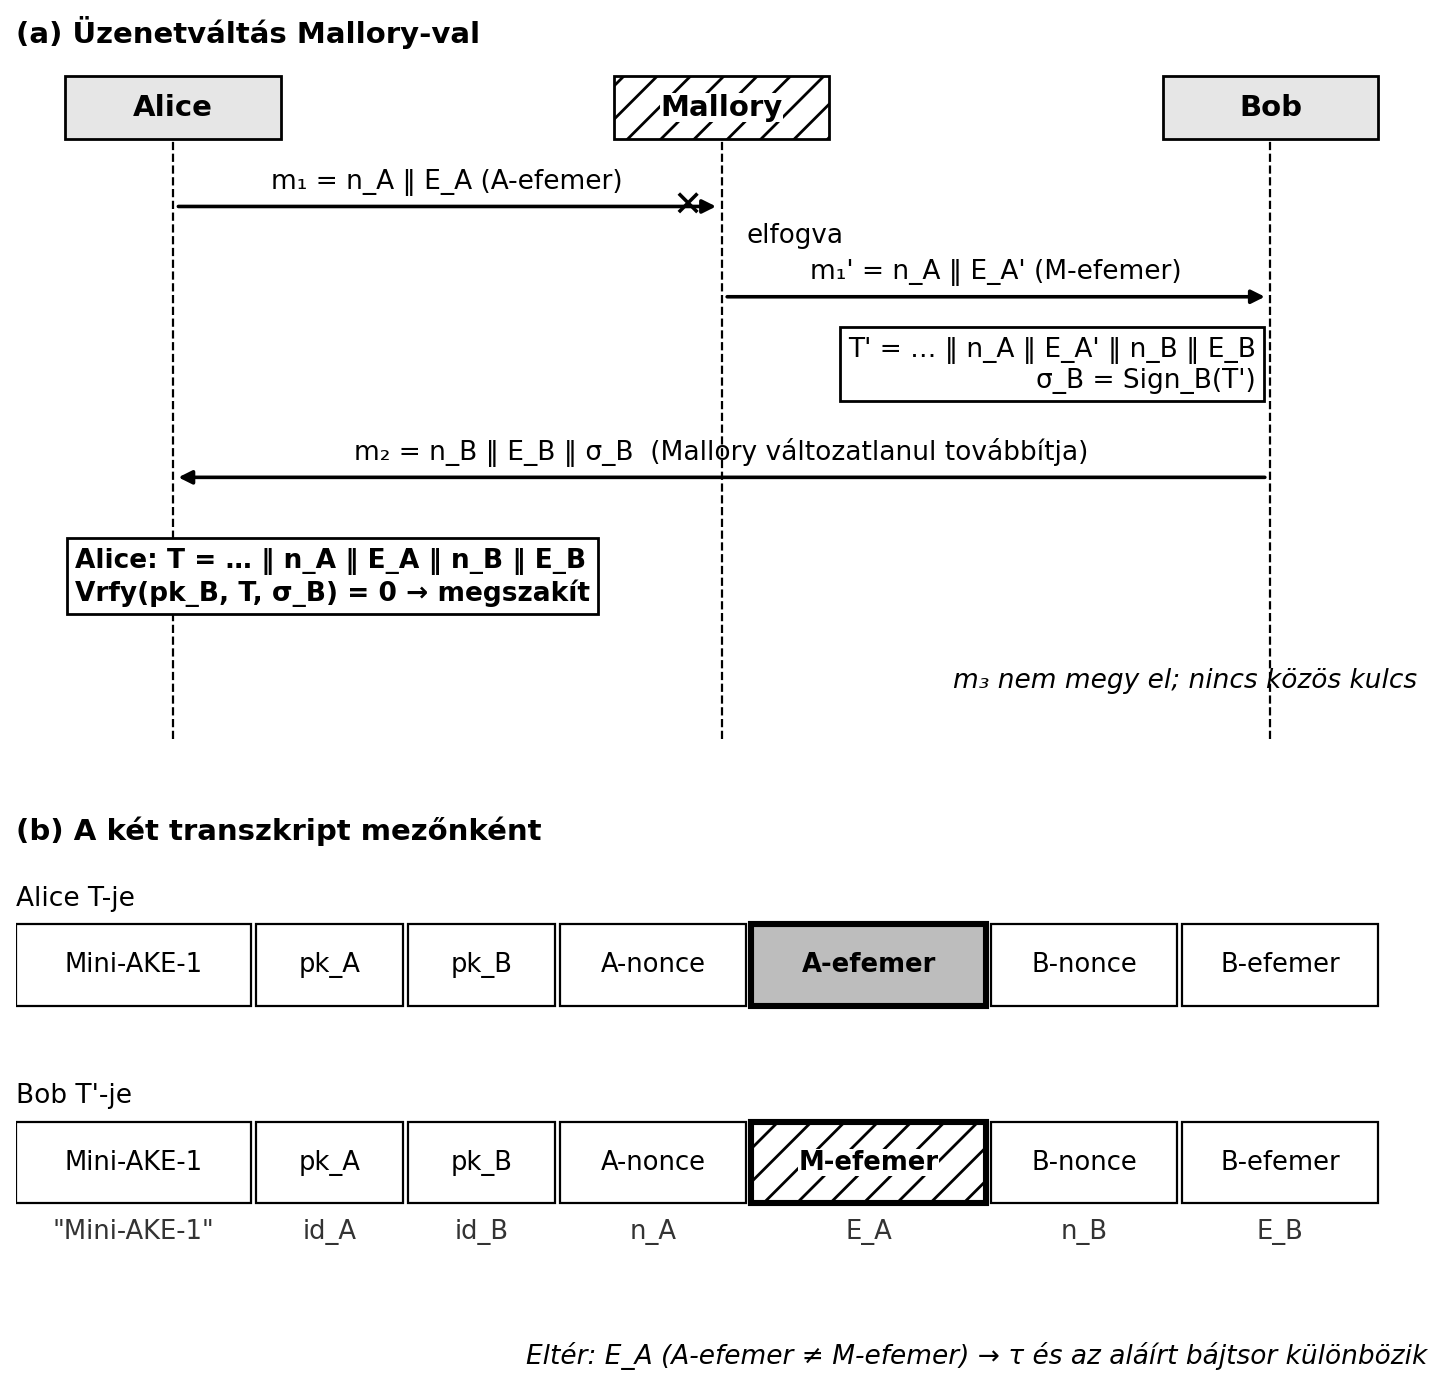 (a) Üzenetváltás Mallory-val
Alice
Mallory
Bob
m₁ = n_A ‖ E_A (A-efemer)
elfogva
m₁' = n_A ‖ E_A' (M-efemer)
T' = … ‖ n_A ‖ E_A' ‖ n_B ‖ E_B
σ_B = Sign_B(T')
m₂ = n_B ‖ E_B ‖ σ_B  (Mallory változatlanul továbbítja)
Alice: T = … ‖ n_A ‖ E_A ‖ n_B ‖ E_B
Vrfy(pk_B, T, σ_B) = 0 → megszakít
m₃ nem megy el; nincs közös kulcs
(b) A két transzkript mezőnként
Alice T-je
Mini-AKE-1
pk_A
pk_B
A-nonce
A-efemer
B-nonce
B-efemer
Bob T'-je
Mini-AKE-1
pk_A
pk_B
A-nonce
M-efemer
B-nonce
B-efemer
"Mini-AKE-1"
id_A
id_B
n_A
E_A
n_B
E_B
Eltér: E_A (A-efemer ≠ M-efemer) → τ és az aláírt bájtsor különbözik